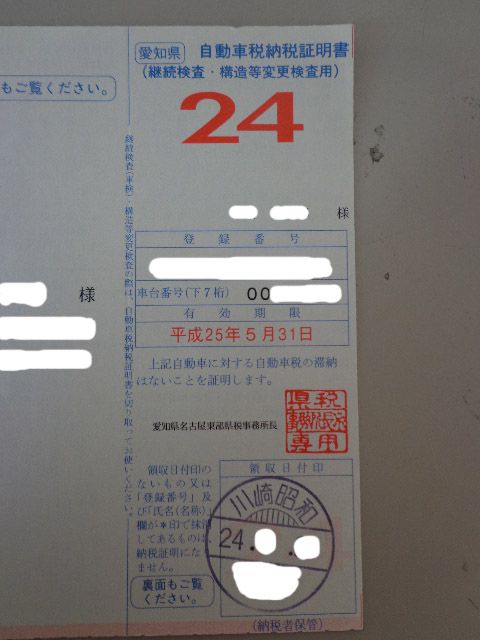 もご覧ください。
様
継続検査(車検)・構造等変更検査の際は、自動車税納税証明書を切り取ってお使いください。
愛知県 自動車税納税証明書
(継続検査・構造等変更検査用)
24
様
登録番号
車台番号(下7桁) 00
有効期限
平成25年5月31日
上記自動車に対する自動車税の滞納
はないことを証明します。
愛知県名古屋東部県税事務所長
領収日付印の
ないもの又は
「登録番号」及
び「氏名(名称)」
欄が*印で抹消
してあるものは、
納税証明にな
りません。
裏面もご覧
ください。
領収日付印
川崎昭和
24.
(納税者保管)